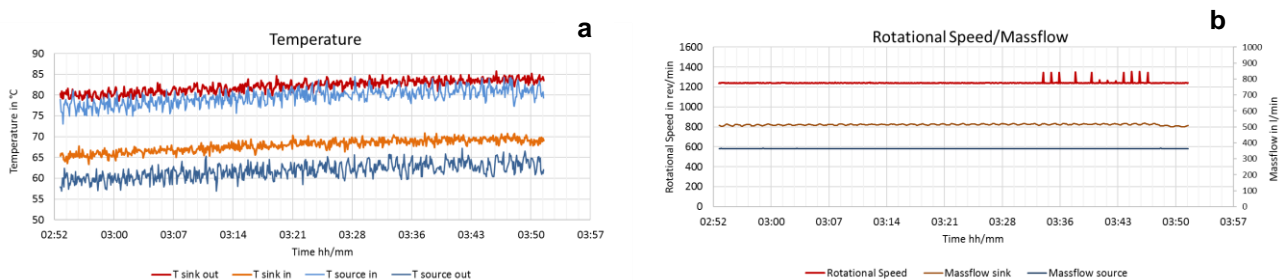 a
Temperature
Temperature in °C
90
85
80
75
70
65
60
55
50
02:52 03:00 03:07 03:14 03:21 03:28 03:36 03:43 03:50 03:57
Time hh/mm
T sink out T sink in T source in T source out
b
Rotational Speed/Massflow
Rotational Speed in rev/min
1600
1400
1200
1000
800
600
400
200
0
1000
900
800
700
600
500
400
300
200
100
0
Massflow in l/min
02:52 03:00 03:07 03:14 03:21 03:28 03:36 03:43 03:50 03:57
Time hh/mm
Rotational Speed Massflow sink Massflow source